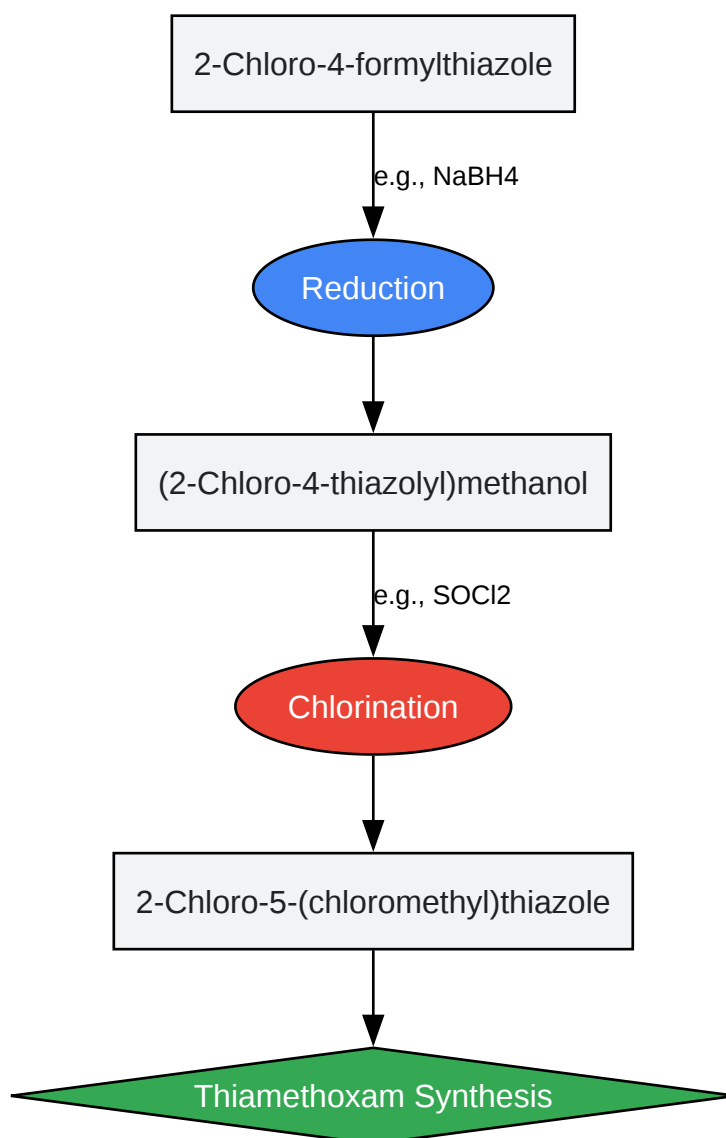 2-Chloro-4-formylthiazole
e.g., NaBH4
Reduction
(2-Chloro-4-thiazolyl)methanol
e.g., SOCl2
Chlorination
2-Chloro-5-(chloromethyl)thiazole
Thiamethoxam Synthesis